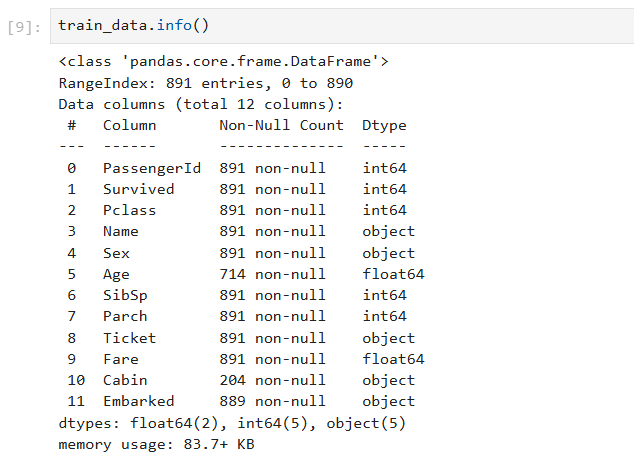 [9]: train_data.info()
<class 'pandas.core.frame.DataFrame'>
RangeIndex: 891 entries, 0 to 890
Data columns (total 12 columns):
 #   Column       Non-Null Count  Dtype
---  ------       --------------  -----
 0   PassengerId  891 non-null    int64
 1   Survived     891 non-null    int64
 2   Pclass       891 non-null    int64
 3   Name         891 non-null    object
 4   Sex          891 non-null    object
 5   Age          714 non-null    float64
 6   SibSp        891 non-null    int64
 7   Parch        891 non-null    int64
 8   Ticket       891 non-null    object
 9   Fare         891 non-null    float64
 10  Cabin        204 non-null    object
 11  Embarked     889 non-null    object
dtypes: float64(2), int64(5), object(5)
memory usage: 83.7+ KB